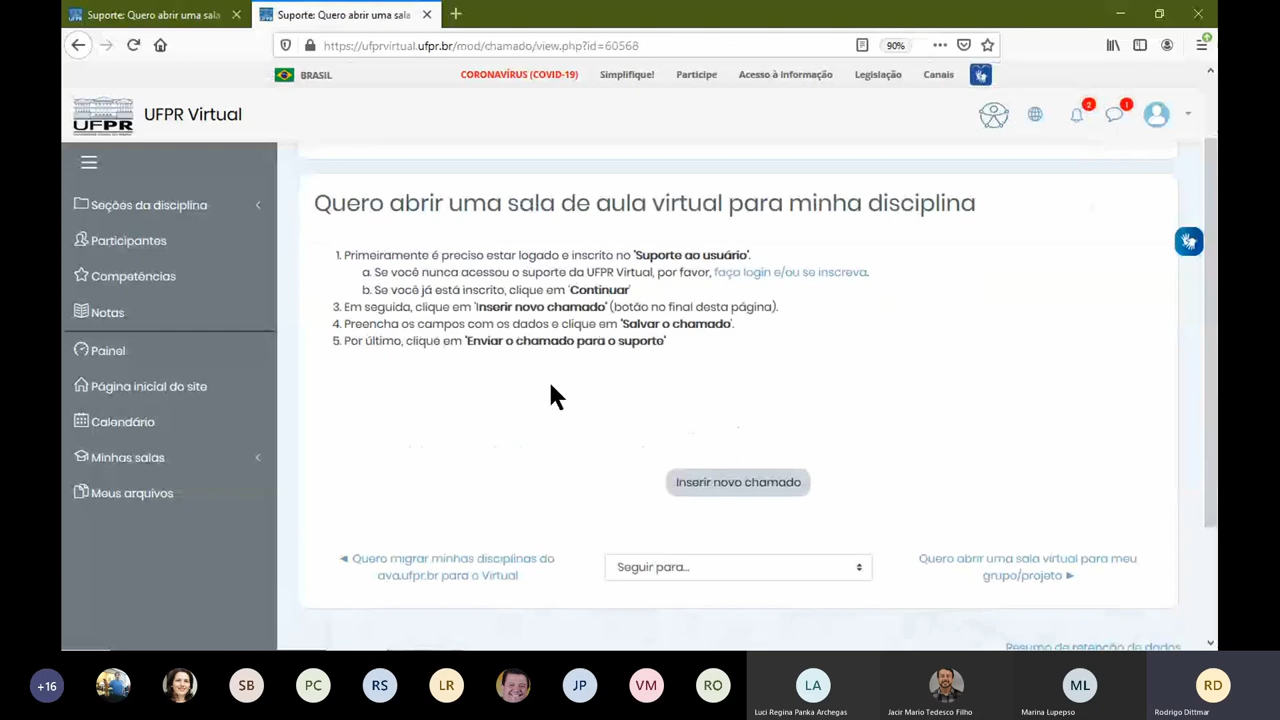 Suporte: Quero abrir uma sala
Suporte: Quero abrir uma sala
https://ufprvirtual.ufpr.br/mod/chamado/view.php?id=60568
90%
BRASIL
CORONAVÍRUS (COVID-19)
Simplifique!
Participe
Acesso à informação
Legislação
Canais
UFPR
UFPR Virtual
2
1
Seções da disciplina
Participantes
Competências
Notas
Painel
Página inicial do site
Calendário
Minhas salas
Meus arquivos
Quero abrir uma sala de aula virtual para minha disciplina
1. Primeiramente é preciso estar logado e inscrito no 'Suporte ao usuário'.
a. Se você nunca acessou o suporte da UFPR Virtual, por favor, faça login e/ou se inscreva.
b. Se você já está inscrito, clique em 'Continuar'
3. Em seguida, clique em 'Inserir novo chamado' (botão no final desta página).
4. Preencha os campos com os dados e clique em 'Salvar o chamado'.
5. Por último, clique em 'Enviar o chamado para o suporte'
Inserir novo chamado
◄ Quero migrar minhas disciplinas do
ava.ufpr.br para o Virtual
Seguir para...
Quero abrir uma sala virtual para meu
grupo/projeto ►
Resumo de retenção de dados
+16
SB
PC
RS
LR
JP
VM
RO
LA
Luci Regina Panka Archegas
Jacir Mario Tedesco Filho
ML
Marina Lupepso
RD
Rodrigo Dittmar